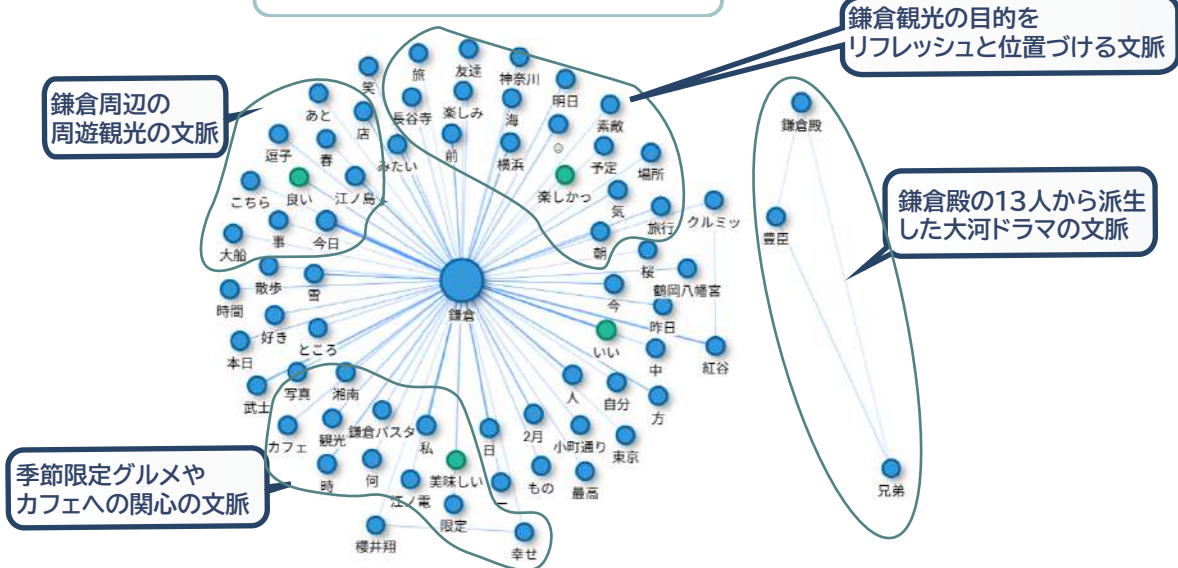 鎌倉観光の目的を
リフレッシュと位置づける文脈
鎌倉周辺の
周遊観光の文脈
鎌倉殿の13人から派生
した大河ドラマの文脈
季節限定グルメや
カフェへの関心の文脈
笑
旅
友達
神奈川
明日
素敵
長谷寺
楽しみ
海
☺
あと
店
みたい
前
横浜
予定
場所
逗子
春
楽しかっ
気
旅行
クルミッ
こちら
良い
江ノ島
朝
大船
事
今日
桜
鶴岡八幡宮
散歩
雪
時間
鎌倉
今
昨日
好き
ところ
いい
本日
中
紅谷
武士
写真
湘南
人
自分
方
カフェ
観光
鎌倉パスタ
私
日
2月
小町通り
東京
時
何
江ノ電
美味しい
もの
最高
限定
櫻井翔
幸せ
鎌倉殿
豊臣
兄弟